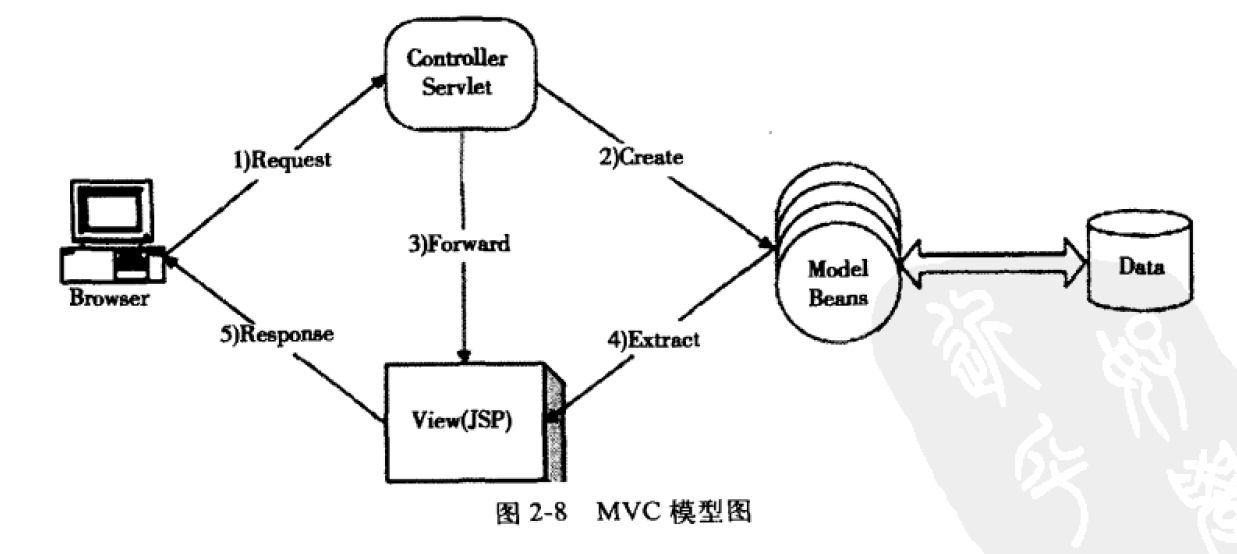 Controller
Servlet
1)Request
2)Create
3)Forward
Browser
Model
Beans
Data
5)Response
4)Extract
View(JSP)
图 2-8 MVC 模型图